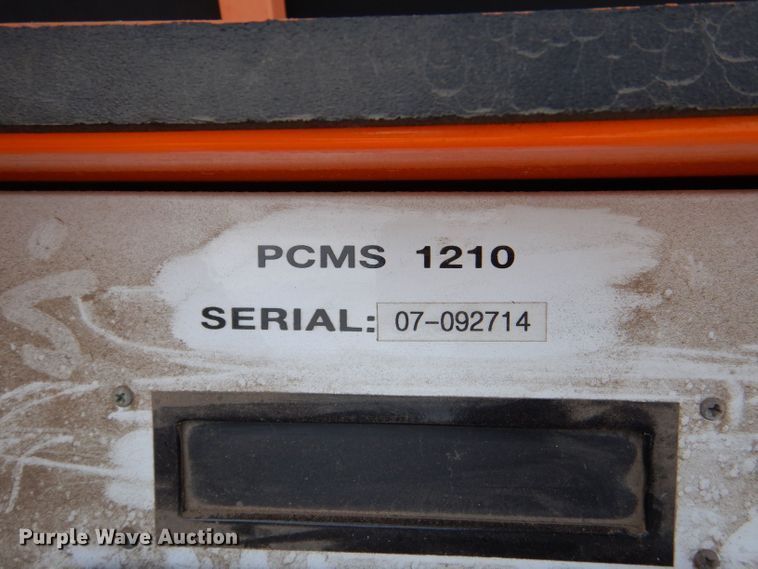 PCMS 1210
SERIAL: 07-092714
Purple Wave Auction